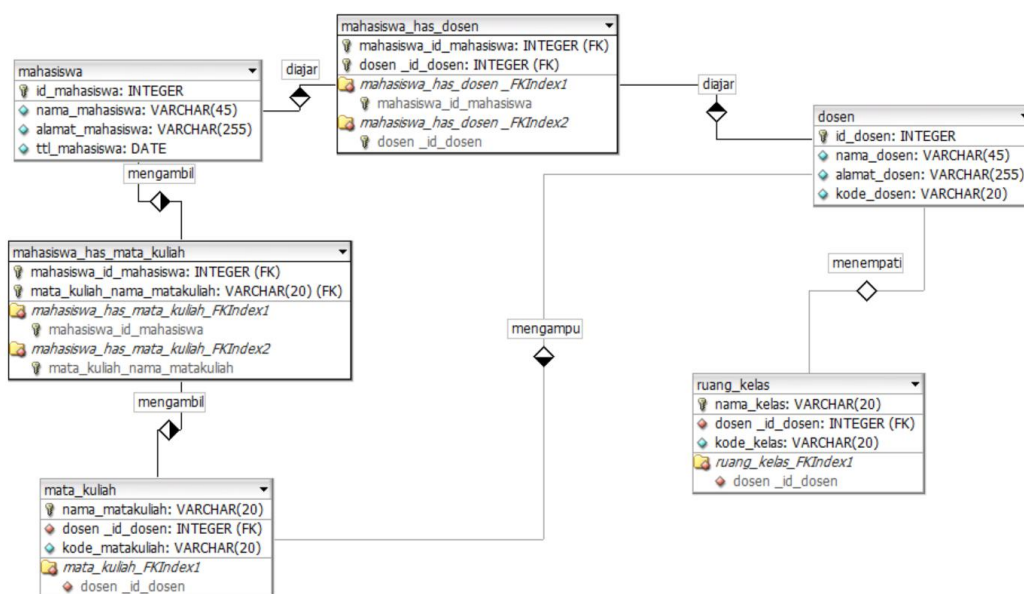 mahasiswa_has_dosen
mahasiswa_id_mahasiswa: INTEGER (FK)
dosen _id_dosen: INTEGER (FK)
mahasiswa_has_dosen _FKIndex1
mahasiswa_id_mahasiswa
mahasiswa_has_dosen _FKIndex2
dosen _id_dosen
mahasiswa
id_mahasiswa: INTEGER
nama_mahasiswa: VARCHAR(45)
alamat_mahasiswa: VARCHAR(255)
ttl_mahasiswa: DATE
diajar
diajar
dosen
id_dosen: INTEGER
nama_dosen: VARCHAR(45)
alamat_dosen: VARCHAR(255)
kode_dosen: VARCHAR(20)
mengambil
mahasiswa_has_mata_kuliah
mahasiswa_id_mahasiswa: INTEGER (FK)
mata_kuliah_nama_matakuliah: VARCHAR(20) (FK)
mahasiswa_has_mata_kuliah_FKIndex1
mahasiswa_id_mahasiswa
mahasiswa_has_mata_kuliah_FKIndex2
mata_kuliah_nama_matakuliah
menempati
mengampu
mengambil
ruang_kelas
nama_kelas: VARCHAR(20)
dosen _id_dosen: INTEGER (FK)
kode_kelas: VARCHAR(20)
ruang_kelas_FKIndex1
dosen _id_dosen
mata_kuliah
nama_matakuliah: VARCHAR(20)
dosen _id_dosen: INTEGER (FK)
kode_matakuliah: VARCHAR(20)
mata_kuliah_FKIndex1
dosen _id_dosen